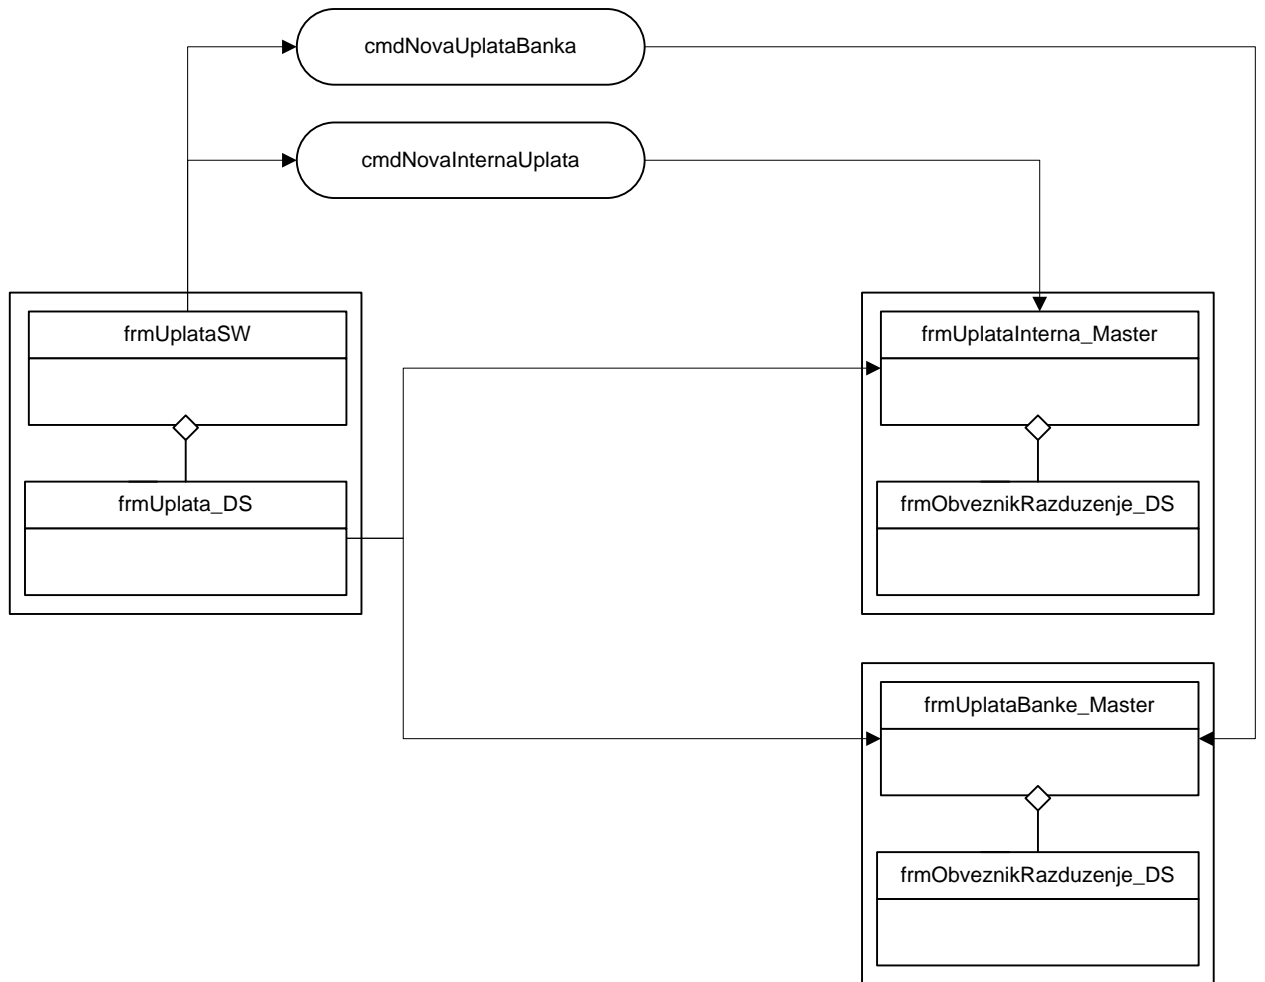 cmdNovaUplataBanka
cmdNovaInternaUplata
frmUplataSW
frmUplataInterna_Master
frmUplata_DS
frmObveznikRazduzenje_DS
frmUplataBanke_Master
frmObveznikRazduzenje_DS